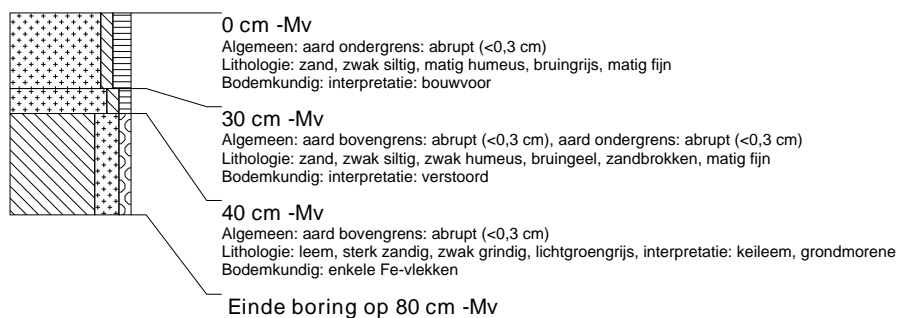 0 cm -Mv
Algemeen: aard ondergrens: abrupt (<0,3 cm)
Lithologie: zand, zwak siltig, matig humeus, bruingrijs, matig fijn
Bodemkundig: interpretatie: bouwvoor
30 cm -Mv
Algemeen: aard bovengrens: abrupt (<0,3 cm), aard ondergrens: abrupt (<0,3 cm)
Lithologie: zand, zwak siltig, zwak humeus, bruingeel, zandbrokken, matig fijn
Bodemkundig: interpretatie: verstoord
40 cm -Mv
Algemeen: aard bovengrens: abrupt (<0,3 cm)
Lithologie: leem, sterk zandig, zwak grindig, lichtgroengrijs, interpretatie: keileem, grondmorene
Bodemkundig: enkele Fe-vlekken
Einde boring op 80 cm -Mv